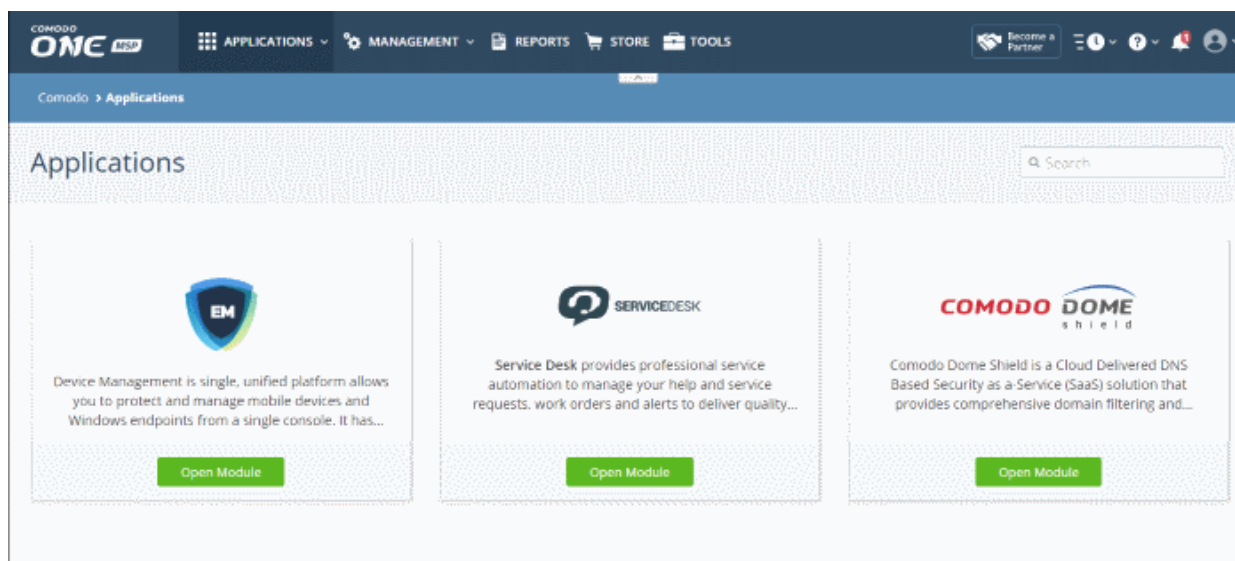 COMODO
ONE MSP
APPLICATIONS
MANAGEMENT
REPORTS
STORE
TOOLS
Become a
Partner
Comodo > Applications
Applications
Search
EM
Device Management is single, unified platform allows
you to protect and manage mobile devices and
Windows endpoints from a single console. It has...
Open Module
SERVICEDESK
Service Desk provides professional service
automation to manage your help and service
requests, work orders and alerts to deliver quality...
Open Module
COMODO DOME
shield
Comodo Dome Shield is a Cloud Delivered DNS
Based Security as-a-Service (SaaS) solution that
provides comprehensive domain filtering and...
Open Module